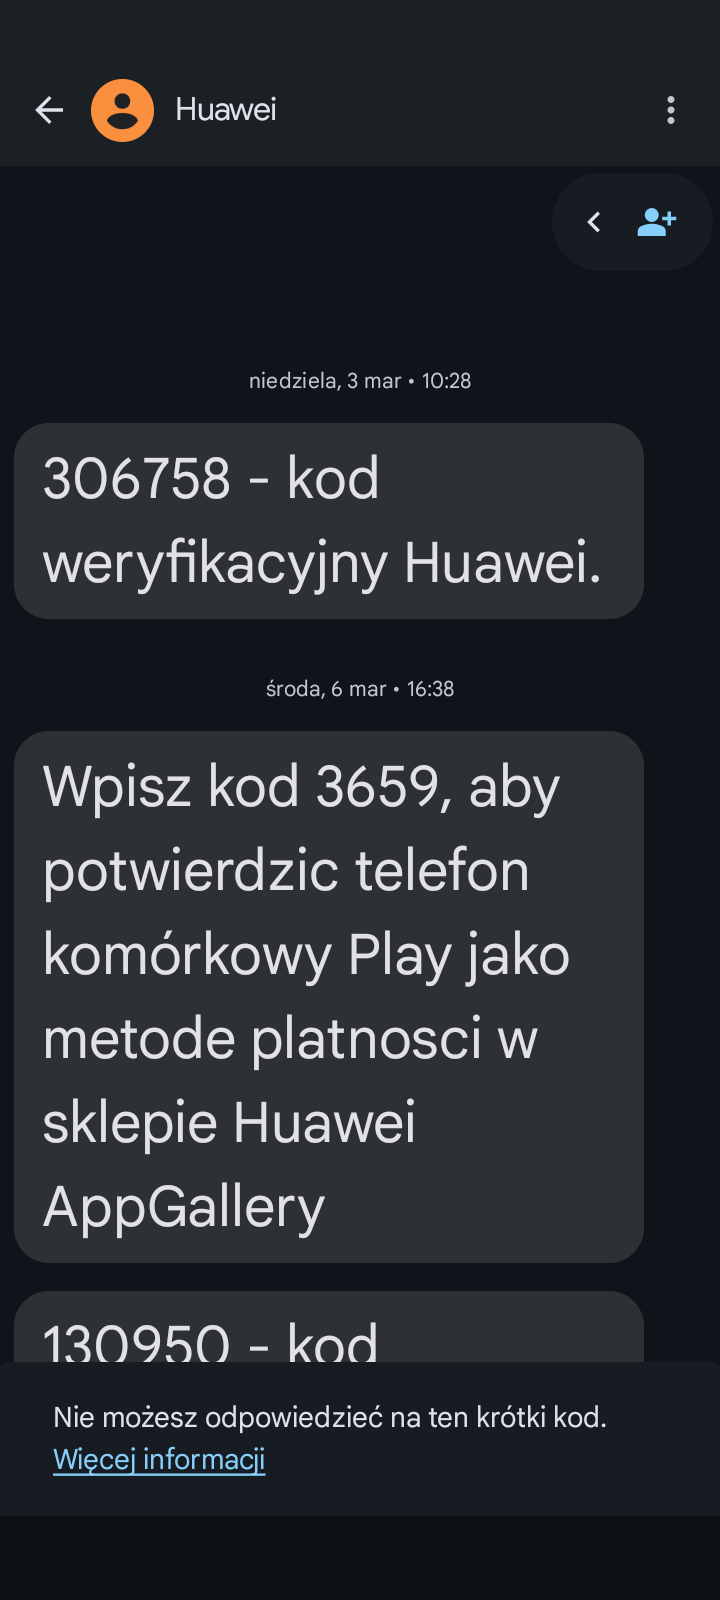 Huawei
niedziela, 3 mar • 10:28
306758 - kod
weryfikacyjny Huawei.
środa, 6 mar • 16:38
Wpisz kod 3659, aby
potwierdzic telefon
komórkowy Play jako
metode platnosci w
sklepie Huawei
AppGallery
130950 - kod
Nie możesz odpowiedzieć na ten krótki kod.
Więcej informacji